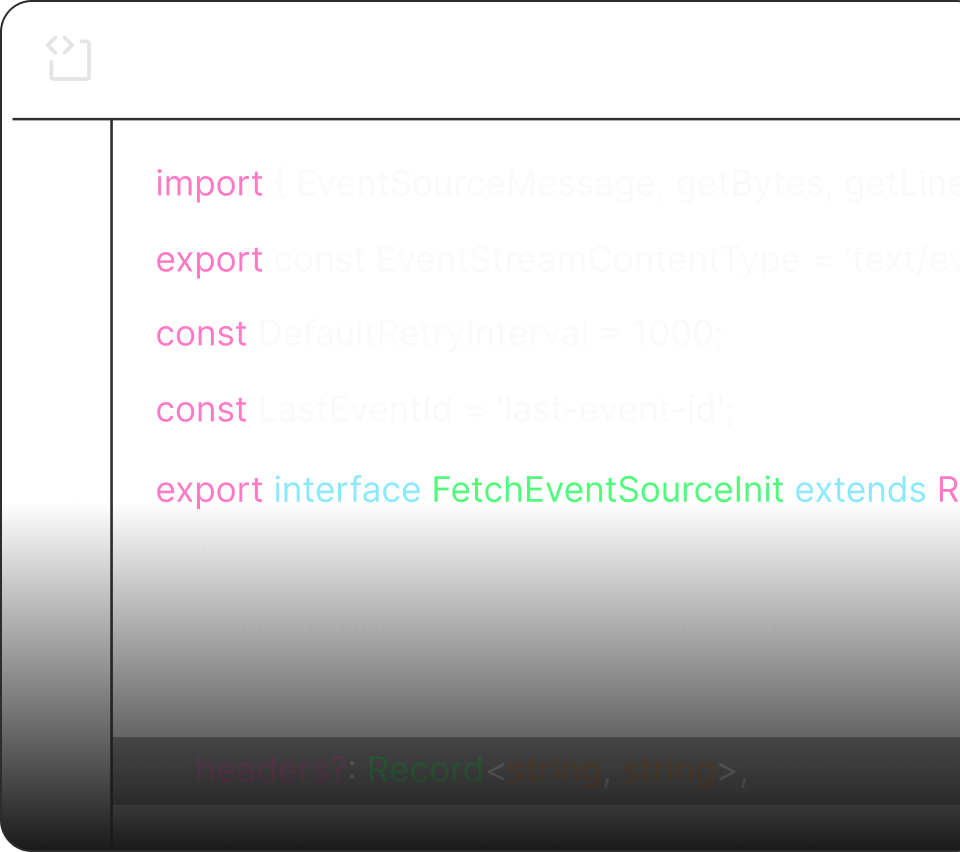 import { EventSourceMessage, getBytes, getLine
export const EventStreamContentType = 'text/ev
const DefaultRetryInterval = 1000;
const LastEventId = 'last-event-id';
export interface FetchEventSourceInit extends R
/**
headers?: Record<string, string>,